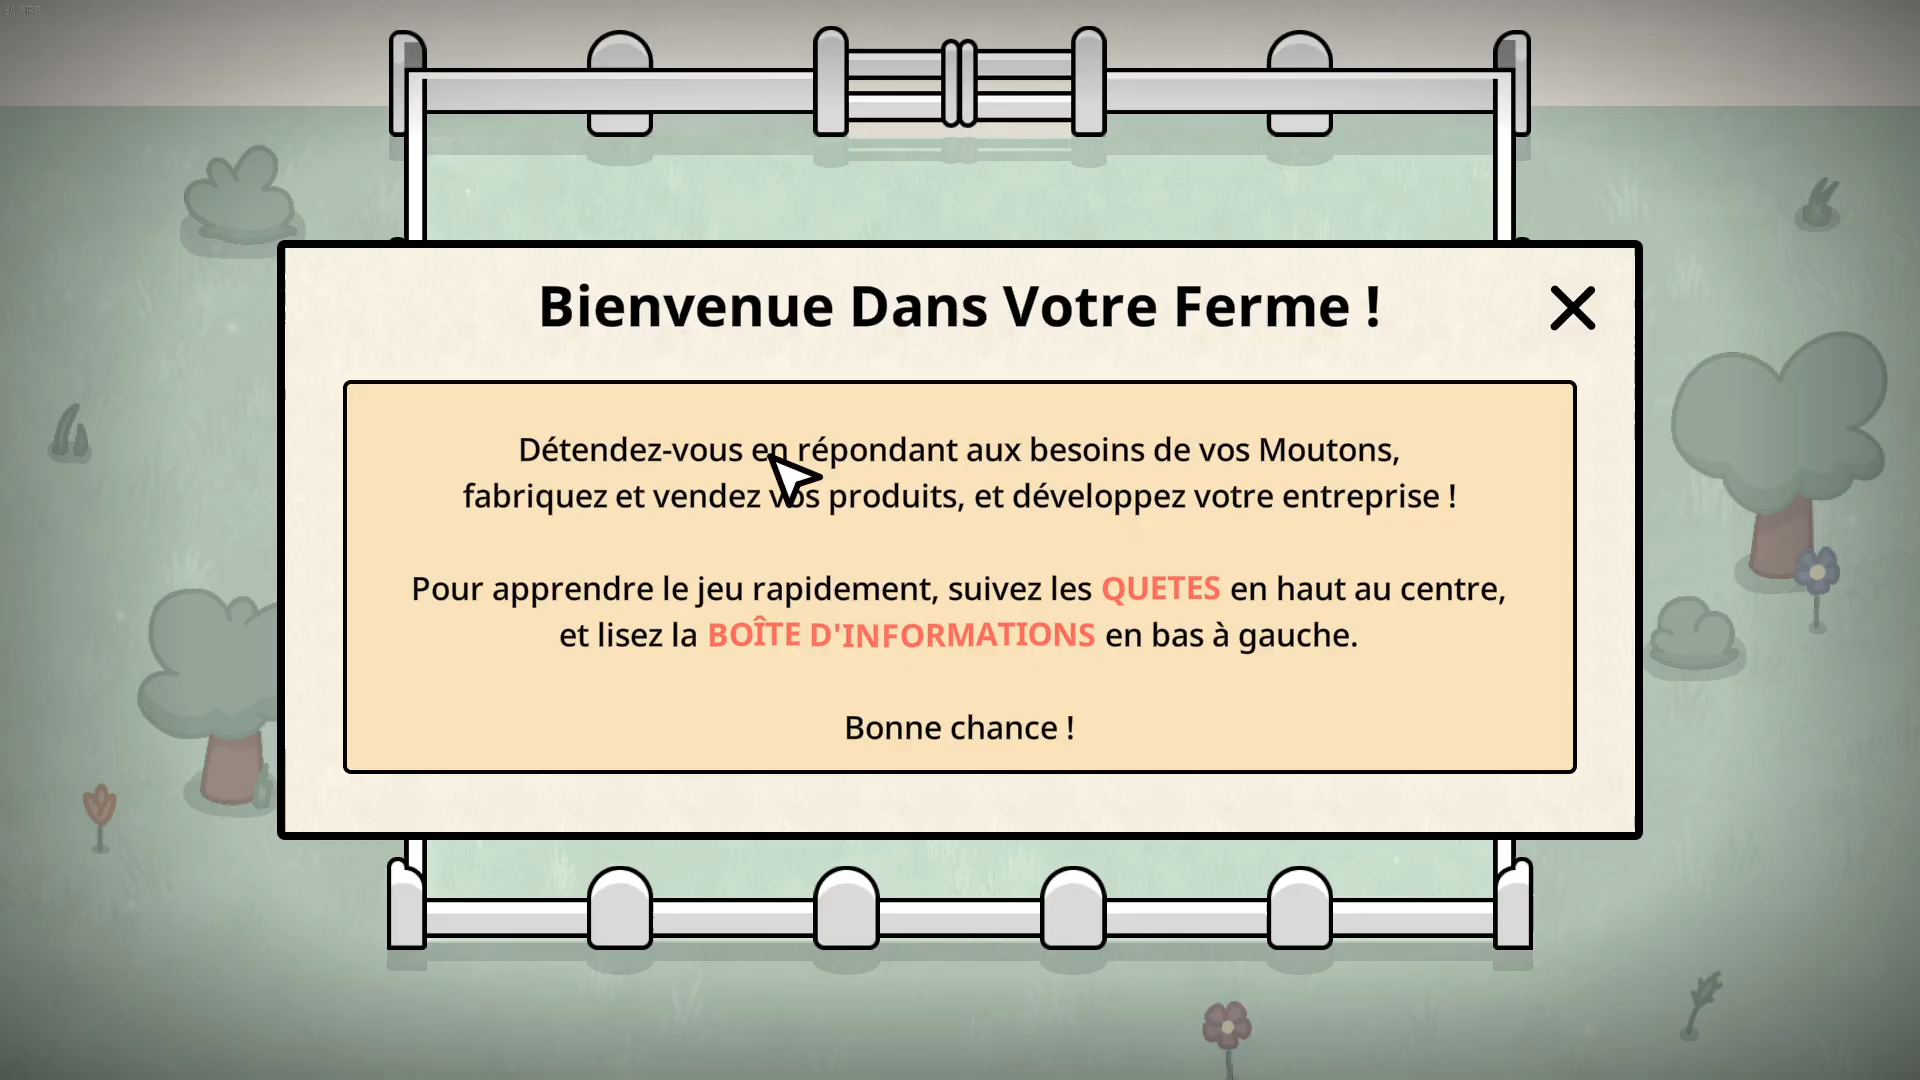 Bienvenue Dans Votre Ferme !
Détendez-vous en répondant aux besoins de vos Moutons,
fabriquez et vendez vos produits, et développez votre entreprise !
Pour apprendre le jeu rapidement, suivez les QUETES en haut au centre,
et lisez la BOÎTE D'INFORMATIONS en bas à gauche.
Bonne chance !